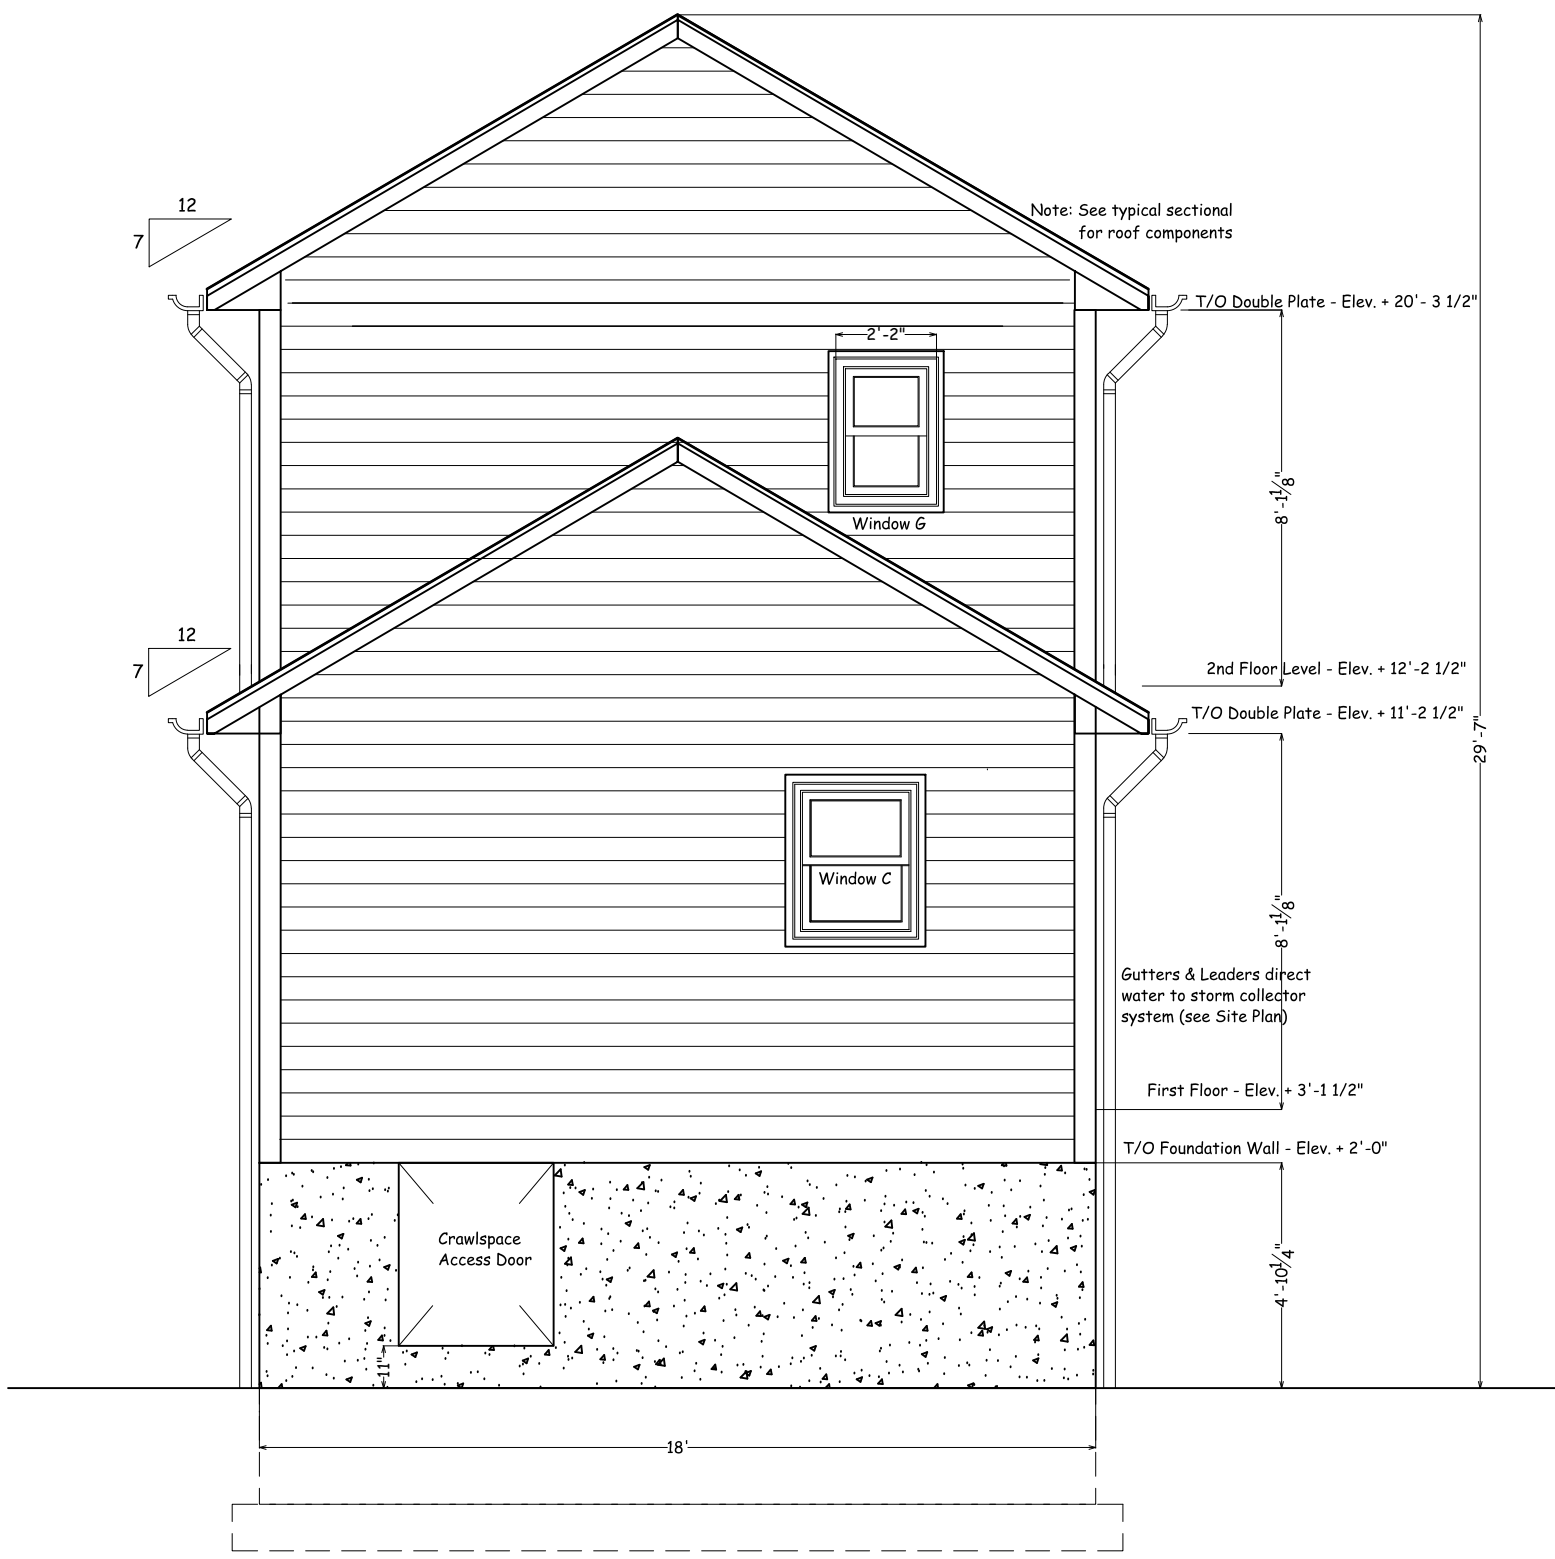 12
7
Note: See typical sectional
for roof components
T/O Double Plate - Elev. + 20'- 3 1/2"
2'-2"
8'-1 1/8"
Window G
12
7
2nd Floor Level - Elev. + 12'-2 1/2"
T/O Double Plate - Elev. + 11'-2 1/2"
29'-7"
Window C
8'-1 1/8"
Gutters & Leaders direct
water to storm collector
system (see Site Plan)
First Floor - Elev. + 3'-1 1/2"
T/O Foundation Wall - Elev. + 2'-0"
Crawlspace
Access Door
4'-10 1/4"
11"
18'